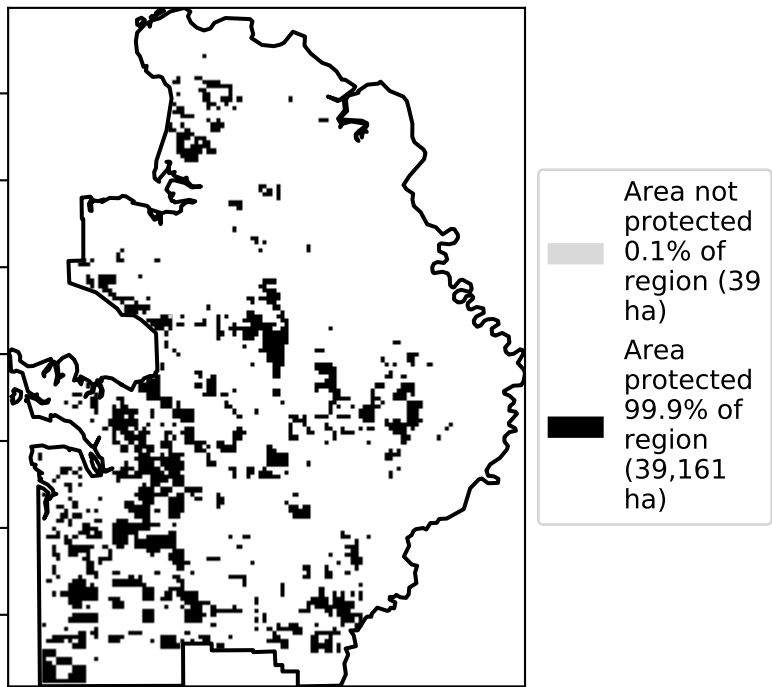 Area not
protected
0.1% of
region (39
ha)
Area
protected
99.9% of
region
(39,161
ha)